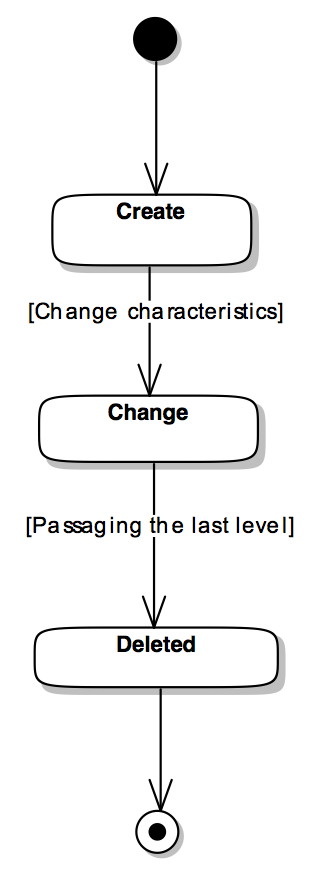 Create
[Change characteristics]
Change
[Passaging the last level]
Deleted